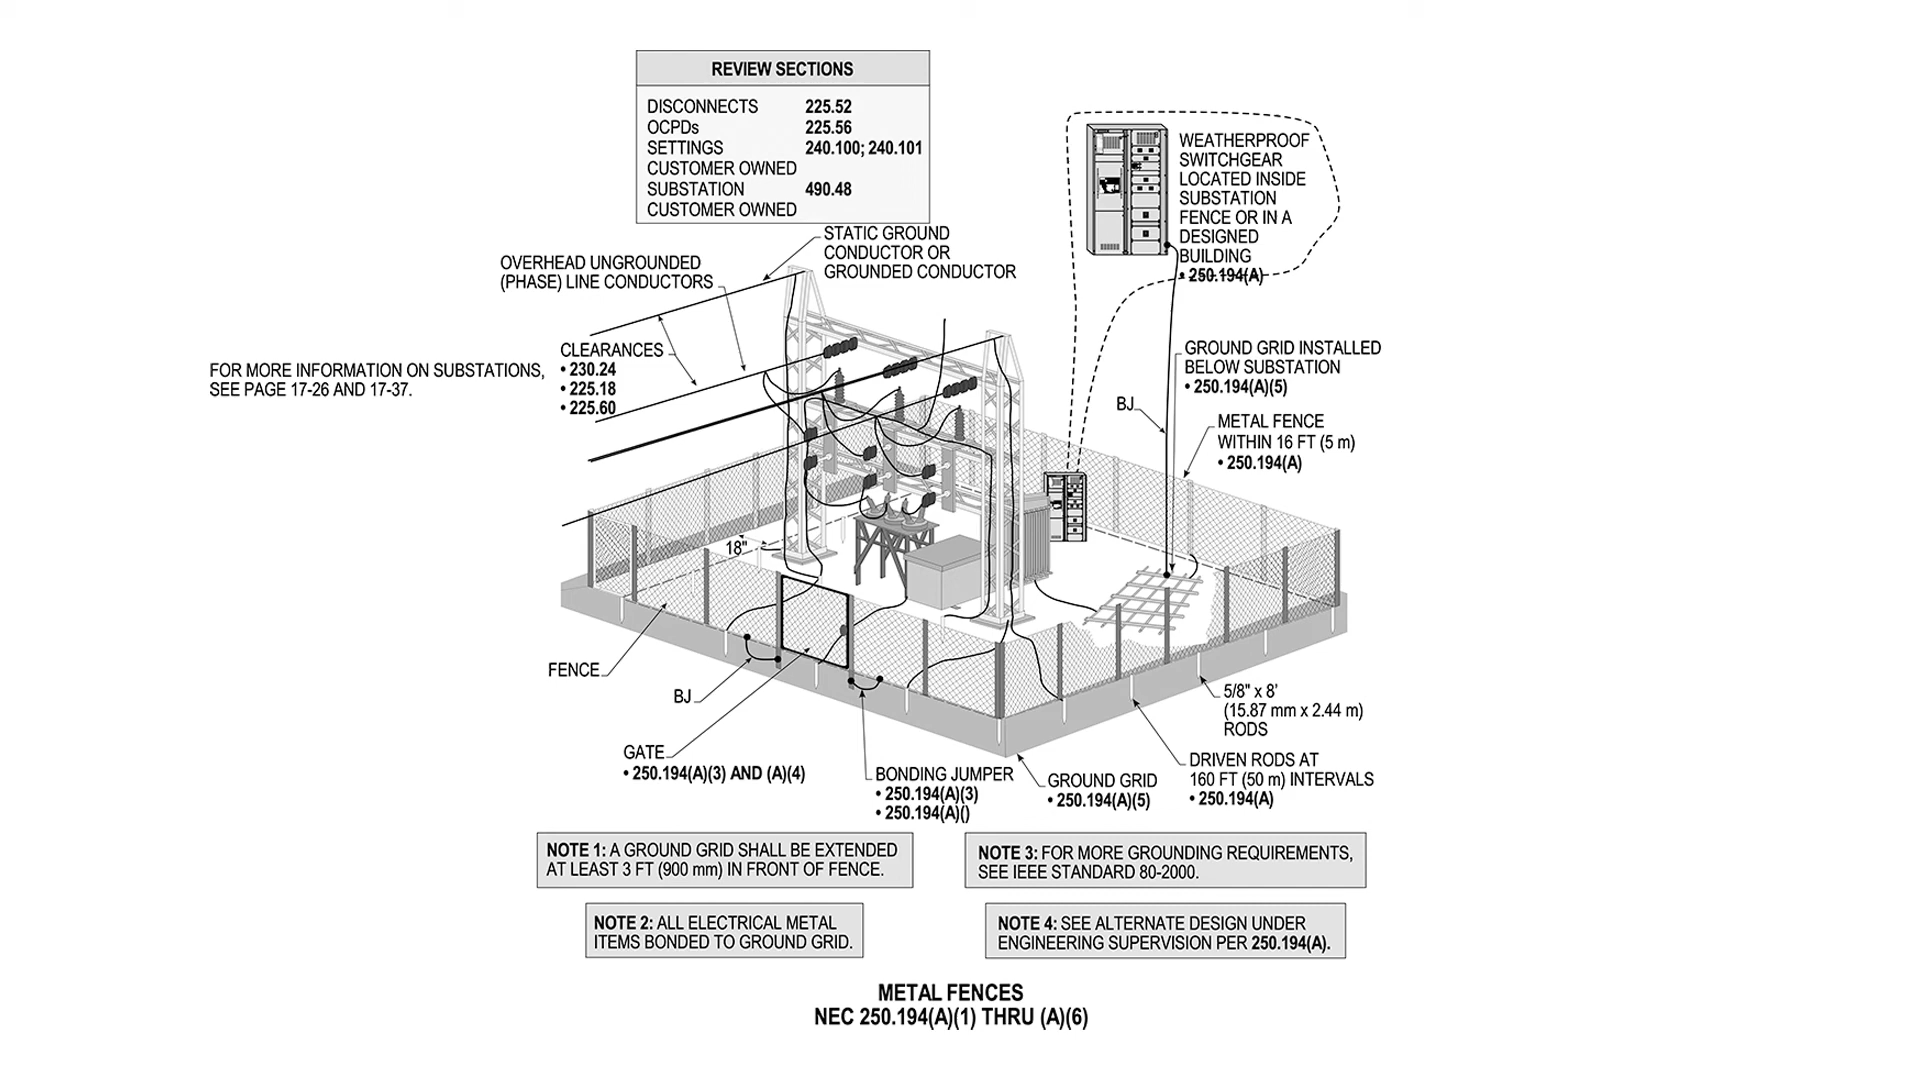 REVIEW SECTIONS
DISCONNECTS 225.52
OCPDs 225.56
SETTINGS 240.100; 240.101
CUSTOMER OWNED
SUBSTATION 490.48
CUSTOMER OWNED
STATIC GROUND
CONDUCTOR OR
GROUNDED CONDUCTOR
OVERHEAD UNGROUNDED
(PHASE) LINE CONDUCTORS
WEATHERPROOF
SWITCHGEAR
LOCATED INSIDE
SUBSTATION
FENCE OR IN A
DESIGNED
BUILDING
• 250.194(A)
FOR MORE INFORMATION ON SUBSTATIONS,
SEE PAGE 17-26 AND 17-37.
CLEARANCES
• 230.24
• 225.18
• 225.60
GROUND GRID INSTALLED
BELOW SUBSTATION
• 250.194(A)(5)
BJ
METAL FENCE
WITHIN 16 FT (5 m)
• 250.194(A)
18"
FENCE
BJ
GATE
• 250.194(A)(3) AND (A)(4)
BONDING JUMPER
• 250.194(A)(3)
• 250.194(A)()
GROUND GRID
• 250.194(A)(5)
5/8" x 8'
(15.87 mm x 2.44 m)
RODS
DRIVEN RODS AT
160 FT (50 m) INTERVALS
• 250.194(A)
NOTE 1: A GROUND GRID SHALL BE EXTENDED
AT LEAST 3 FT (900 mm) IN FRONT OF FENCE.
NOTE 3: FOR MORE GROUNDING REQUIREMENTS,
SEE IEEE STANDARD 80-2000.
NOTE 2: ALL ELECTRICAL METAL
ITEMS BONDED TO GROUND GRID.
NOTE 4: SEE ALTERNATE DESIGN UNDER
ENGINEERING SUPERVISION PER 250.194(A).
METAL FENCES
NEC 250.194(A)(1) THRU (A)(6)